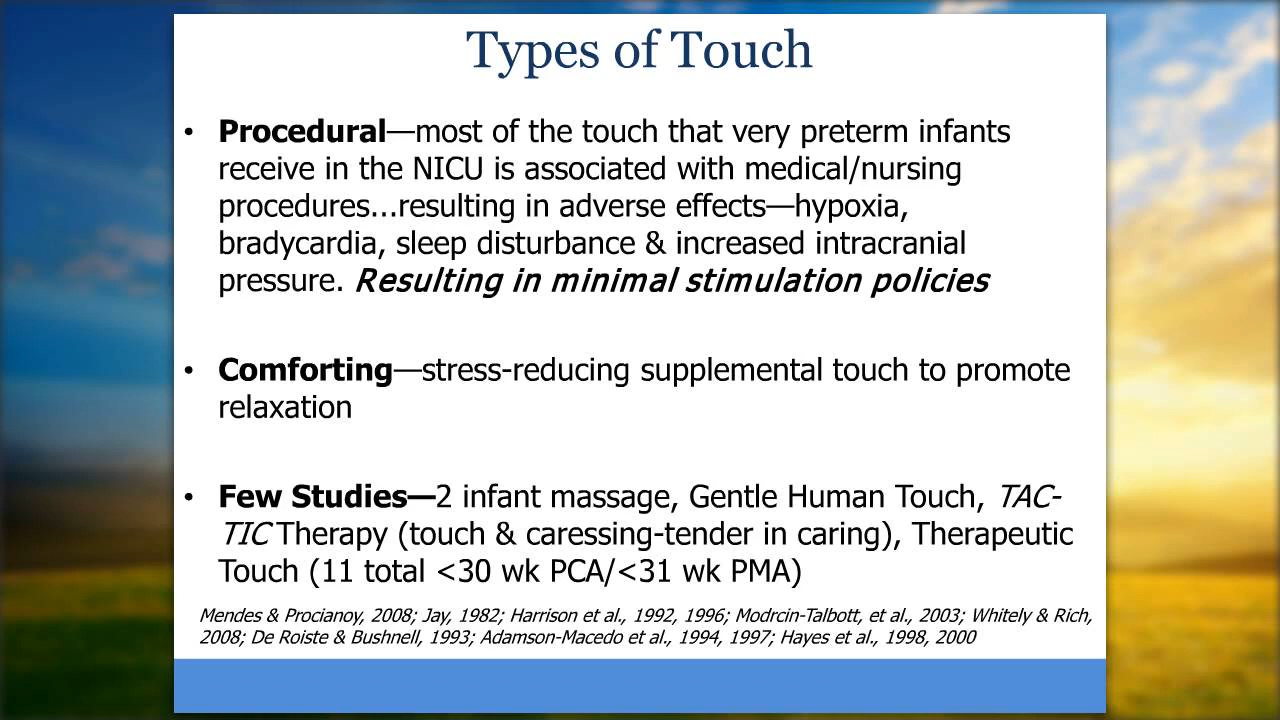 Types of Touch
• Procedural—most of the touch that very preterm infants
receive in the NICU is associated with medical/nursing
procedures...resulting in adverse effects—hypoxia,
bradycardia, sleep disturbance & increased intracranial
pressure. Resulting in minimal stimulation policies
• Comforting—stress-reducing supplemental touch to promote
relaxation
• Few Studies—2 infant massage, Gentle Human Touch, TAC-
TIC Therapy (touch & caressing-tender in caring), Therapeutic
Touch (11 total <30 wk PCA/<31 wk PMA)
Mendes & Procianoy, 2008; Jay, 1982; Harrison et al., 1992, 1996; Modrcin-Talbott, et al., 2003; Whitely & Rich,
2008; De Roiste & Bushnell, 1993; Adamson-Macedo et al., 1994, 1997; Hayes et al., 1998, 2000